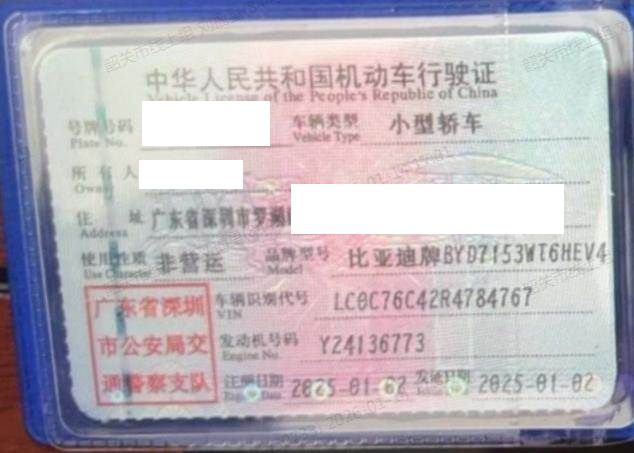 中华人民共和国机动车行驶证
Vehicle License of the People's Republic of China
号牌号码 车辆类型 小型轿车
Plate No. Vehicle Type
所有人
Owner
住址 广东省深圳市罗湖
Address
使用性质 非营运 品牌型号 比亚迪牌BYD7153WT6HEV4
Use Character Model
广东省深圳 车辆识别代号 LC0C76C42R4784767
VIN
市公安局交 发动机号码 Y24136773
Engine No.
通警察支队 注册日期 2025-01-02 发证日期 2025-01-02